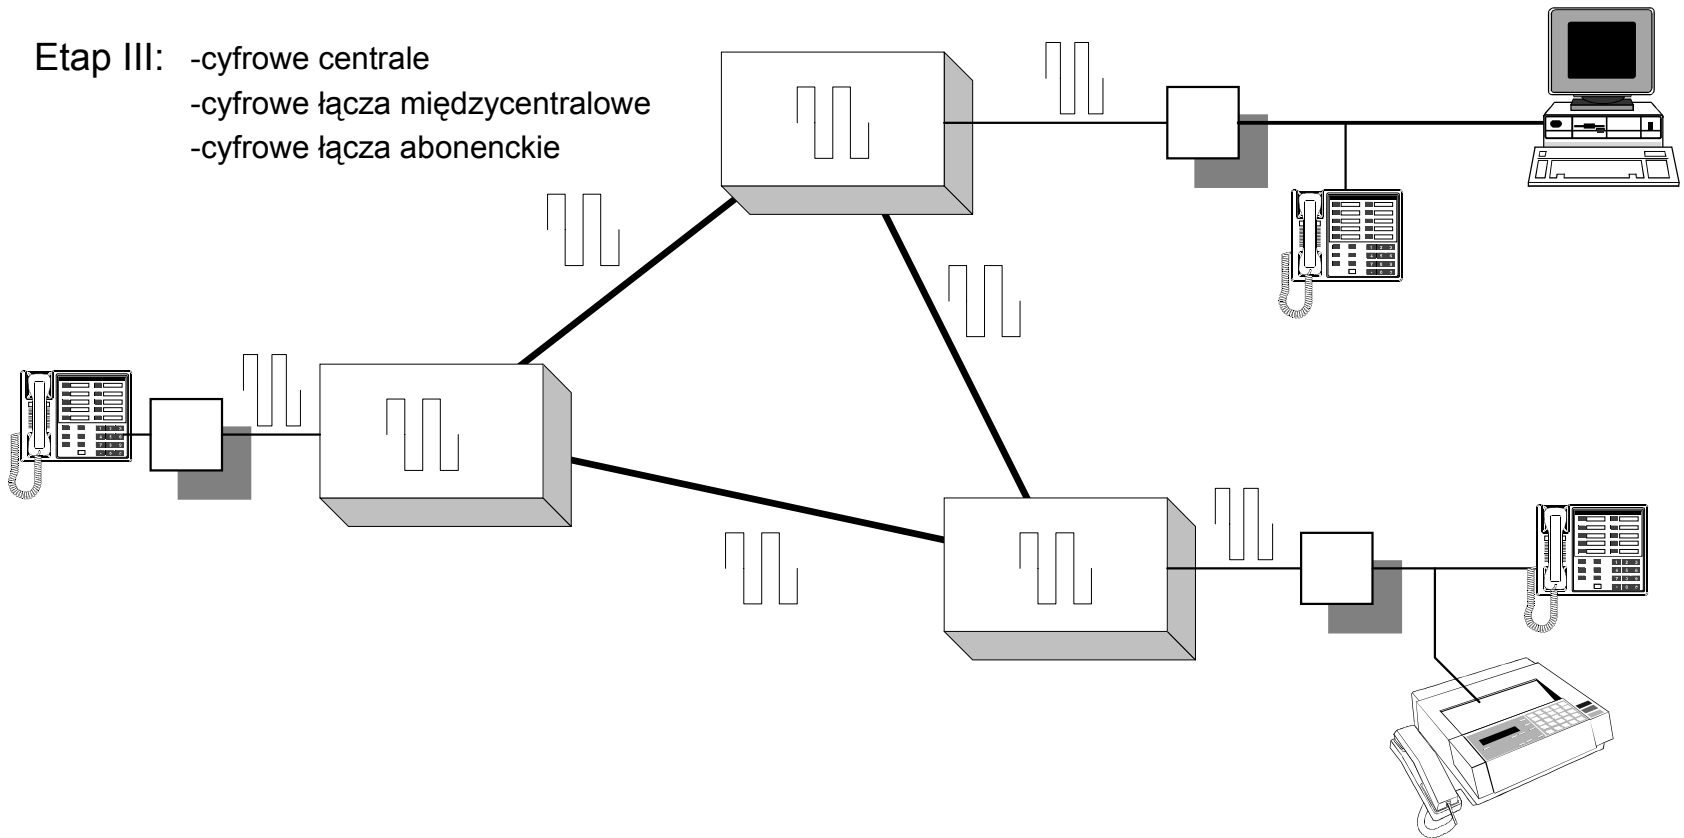 Etap III: -cyfrowe centrale
-cyfrowe łącza międzycentralowe
-cyfrowe łącza abonenckie